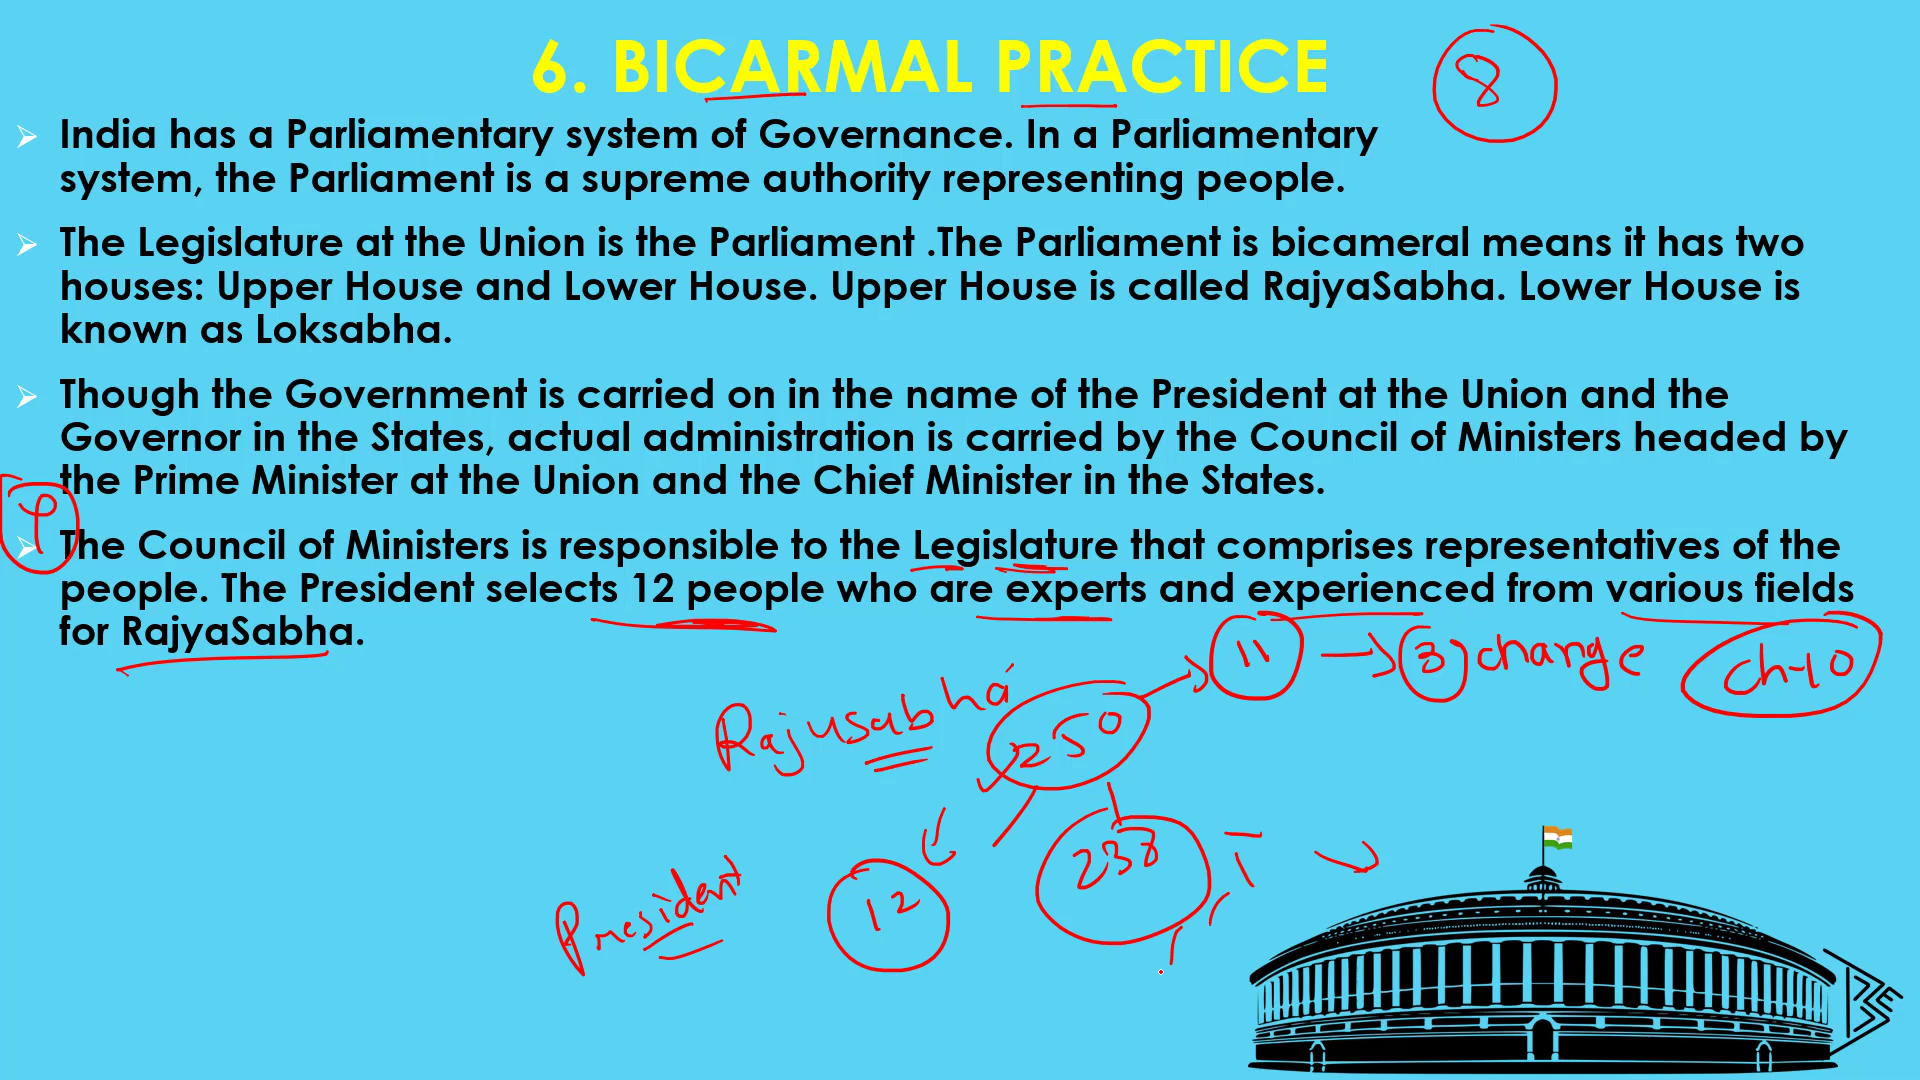 6. BICARMAL PRACTICE
8
India has a Parliamentary system of Governance. In a Parliamentary
system, the Parliament is a supreme authority representing people.
The Legislature at the Union is the Parliament .The Parliament is bicameral means it has two
houses: Upper House and Lower House. Upper House is called RajyaSabha. Lower House is
known as Loksabha.
Though the Government is carried on in the name of the President at the Union and the
Governor in the States, actual administration is carried by the Council of Ministers headed by
the Prime Minister at the Union and the Chief Minister in the States.
The Council of Ministers is responsible to the Legislature that comprises representatives of the
people. The President selects 12 people who are experts and experienced from various fields
for RajyaSabha.
11 → 3) change ch-10
Rajusabha 250
238
President 12